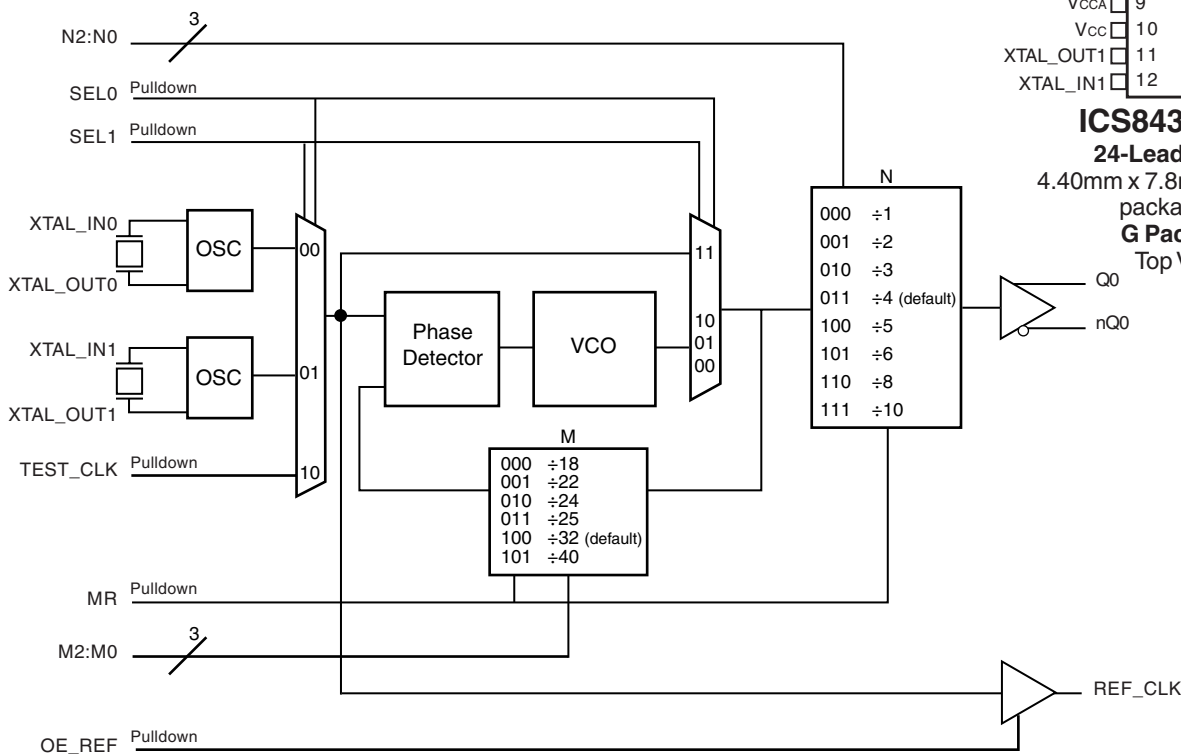 3
N2:N0
SEL0 Pulldown
SEL1 Pulldown
XTAL_IN0
OSC
XTAL_OUT0
XTAL_IN1
OSC
XTAL_OUT1
TEST_CLK Pulldown
00
01
10
Phase
Detector
VCO
11
10
01
00
M
000 ÷18
001 ÷22
010 ÷24
011 ÷25
100 ÷32 (default)
101 ÷40
N
000 ÷1
001 ÷2
010 ÷3
011 ÷4 (default)
100 ÷5
101 ÷6
110 ÷8
111 ÷10
Q0
nQ0
MR Pulldown
3
M2:M0
REF_CLK
OE_REF Pulldown
VCCA 9
VCC 10
XTAL_OUT1 11
XTAL_IN1 12
ICS843
24-Lead
4.40mm x 7.8
packa
G Pac
Top